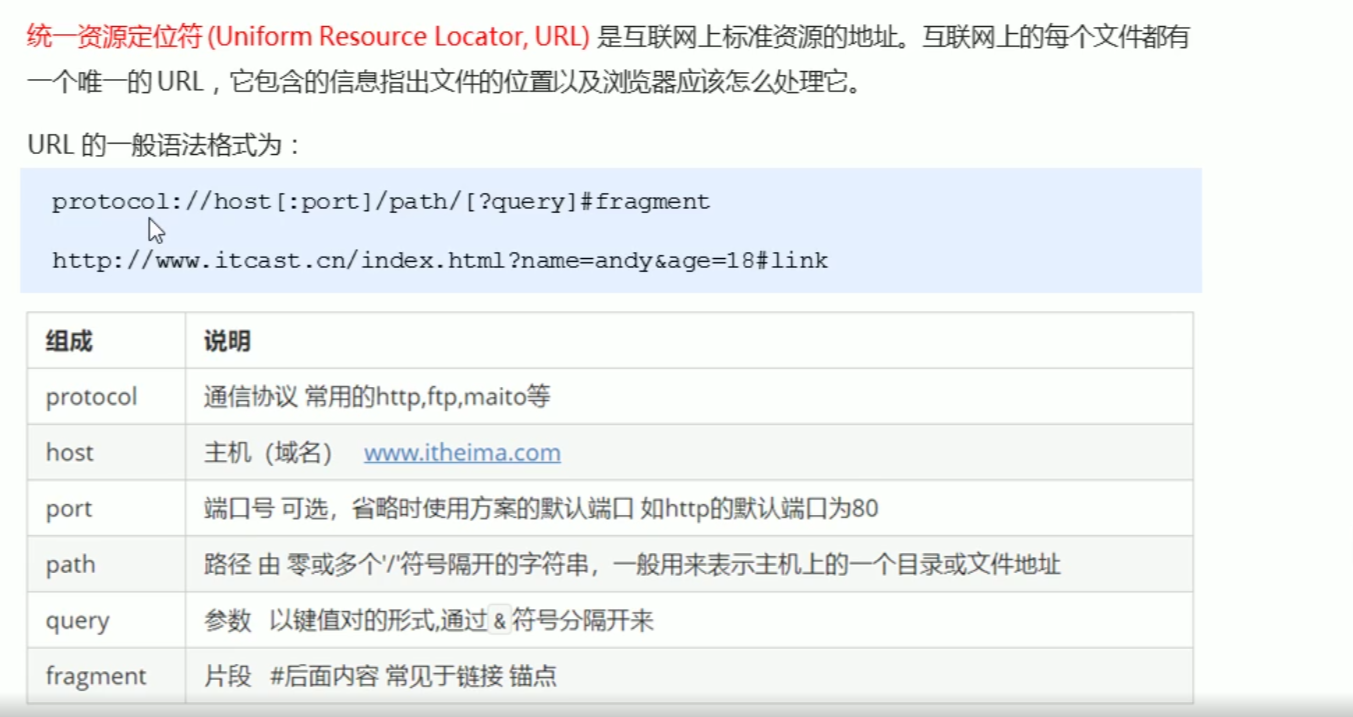 统一资源定位符 (Uniform Resource Locator, URL) 是互联网上标准资源的地址。互联网上的每个文件都有
一个唯一的 URL，它包含的信息指出文件的位置以及浏览器应该怎么处理它。
URL 的一般语法格式为：
protocol://host[:port]/path/[?query]#fragment
http://www.itcast.cn/index.html?name=andy&age=18#link
组成 说明
protocol 通信协议 常用的http,ftp,maito等
host 主机（域名） www.itheima.com
port 端口号 可选，省略时使用方案的默认端口 如http的默认端口为80
path 路径 由 零或多个'/'符号隔开的字符串，一般用来表示主机上的一个目录或文件地址
query 参数 以键值对的形式,通过 & 符号分隔开来
fragment 片段 #后面内容 常见于链接 锚点